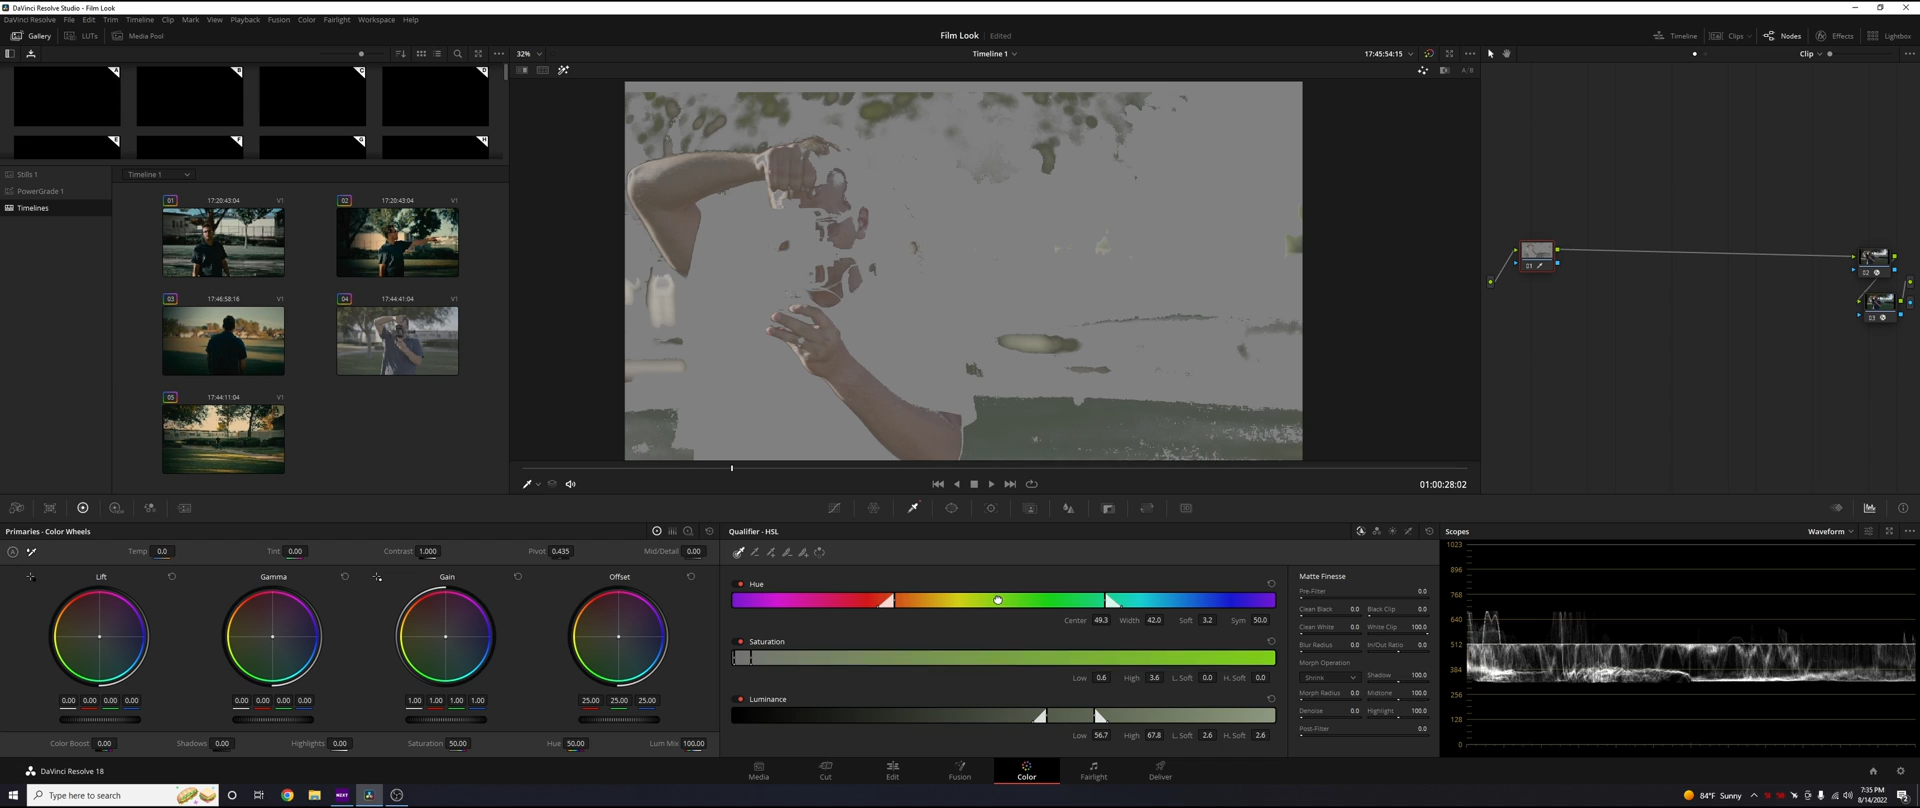 DaVinci Resolve Studio - Film Look
DaVinci Resolve File Edit Trim Timeline Clip Mark View Playback Fusion Color Fairlight Workspace Help
Gallery LUTs Media Pool Film Look Edited Timeline Clips Nodes Effects Lightbox
32% Timeline 1 17:45:54:15 Clip
A/B
A B C D
E F G H
Stills 1
PowerGrade 1
Timelines
Timeline 1
01 17:20:43:04 V1 02 17:20:43:04 V1
03 17:46:58:16 V1 04 17:44:41:04 V1
05 17:44:11:04 V1
01
02
03
01:00:28:02
Primaries - Color Wheels
Temp 0.0 Tint 0.00 Contrast 1.000 Pivot 0.435 Mid/Detail 0.00
Lift Gamma Gain Offset
0.00 0.00 0.00 0.00 0.00 0.00 0.00 0.00 1.00 1.00 1.00 1.00 25.00 25.00 25.00
Color Boost 0.00 Shadows 0.00 Highlights 0.00 Saturation 50.00 Hue 50.00 Lum Mix 100.00
Qualifier - HSL
Hue
Center 49.3 Width 42.0 Soft 3.2 Sym 50.0
Saturation
Low 0.6 High 3.6 L. Soft 0.0 H. Soft 0.0
Luminance
Low 56.7 High 67.8 L. Soft 2.6 H. Soft 2.6
Matte Finesse
Pre-Filter 0.0
Clean Black 0.0 Black Clip 0.0
Clean White 0.0 White Clip 100.0
Blur Radius 0.0 In/Out Ratio 0.0
Morph Operation
Shrink Shadow 100.0
Morph Radius 0.0 Midtone 100.0
Denoise 0.0 Highlight 100.0
Post-Filter 0.0
Scopes Waveform
1023
896
768
640
512
384
256
128
0
DaVinci Resolve 18
Media Cut Edit Fusion Color Fairlight Deliver
Type here to search
NEXT
84°F Sunny
7:35 PM
8/14/2022
2